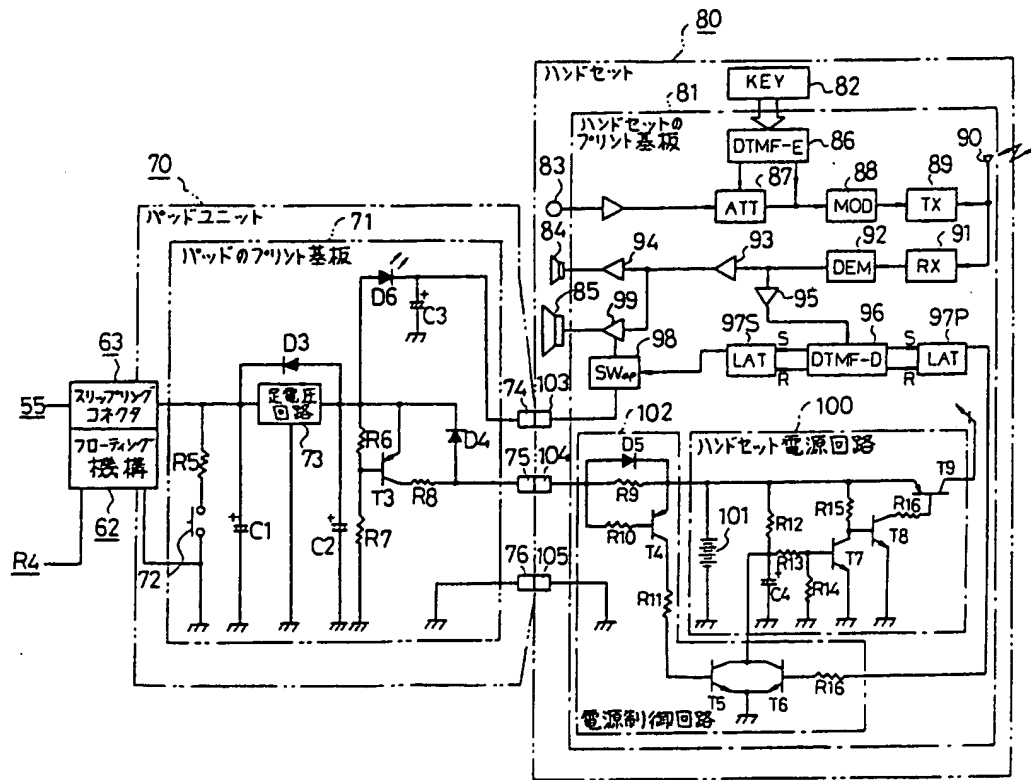 80
ハンドセット
KEY
82
81
ハンドセットの
プリント基板
DTMF-E
86
90
83
87
88
89
ATT
MOD
TX
70
パッドユニット
71
パッドのプリント基板
84
94
93
92
91
DEM
RX
85
99
95
D6
C3
98
97S
96
97P
SWap
LAT
S
R
DTMF-D
S
R
LAT
63
D3
スリップリング
コネクタ
定電圧
回路
73
74
103
55
フローティング
機構
62
R4
R5
72
C1
C2
R6
R7
T3
R8
D4
75
104
76
105
102
D5
R9
R10
T4
R11
100
ハンドセット電源回路
T9
101
R12
R15
R16
T8
R13
T7
C4
R14
T5
T6
R16
電源制御回路